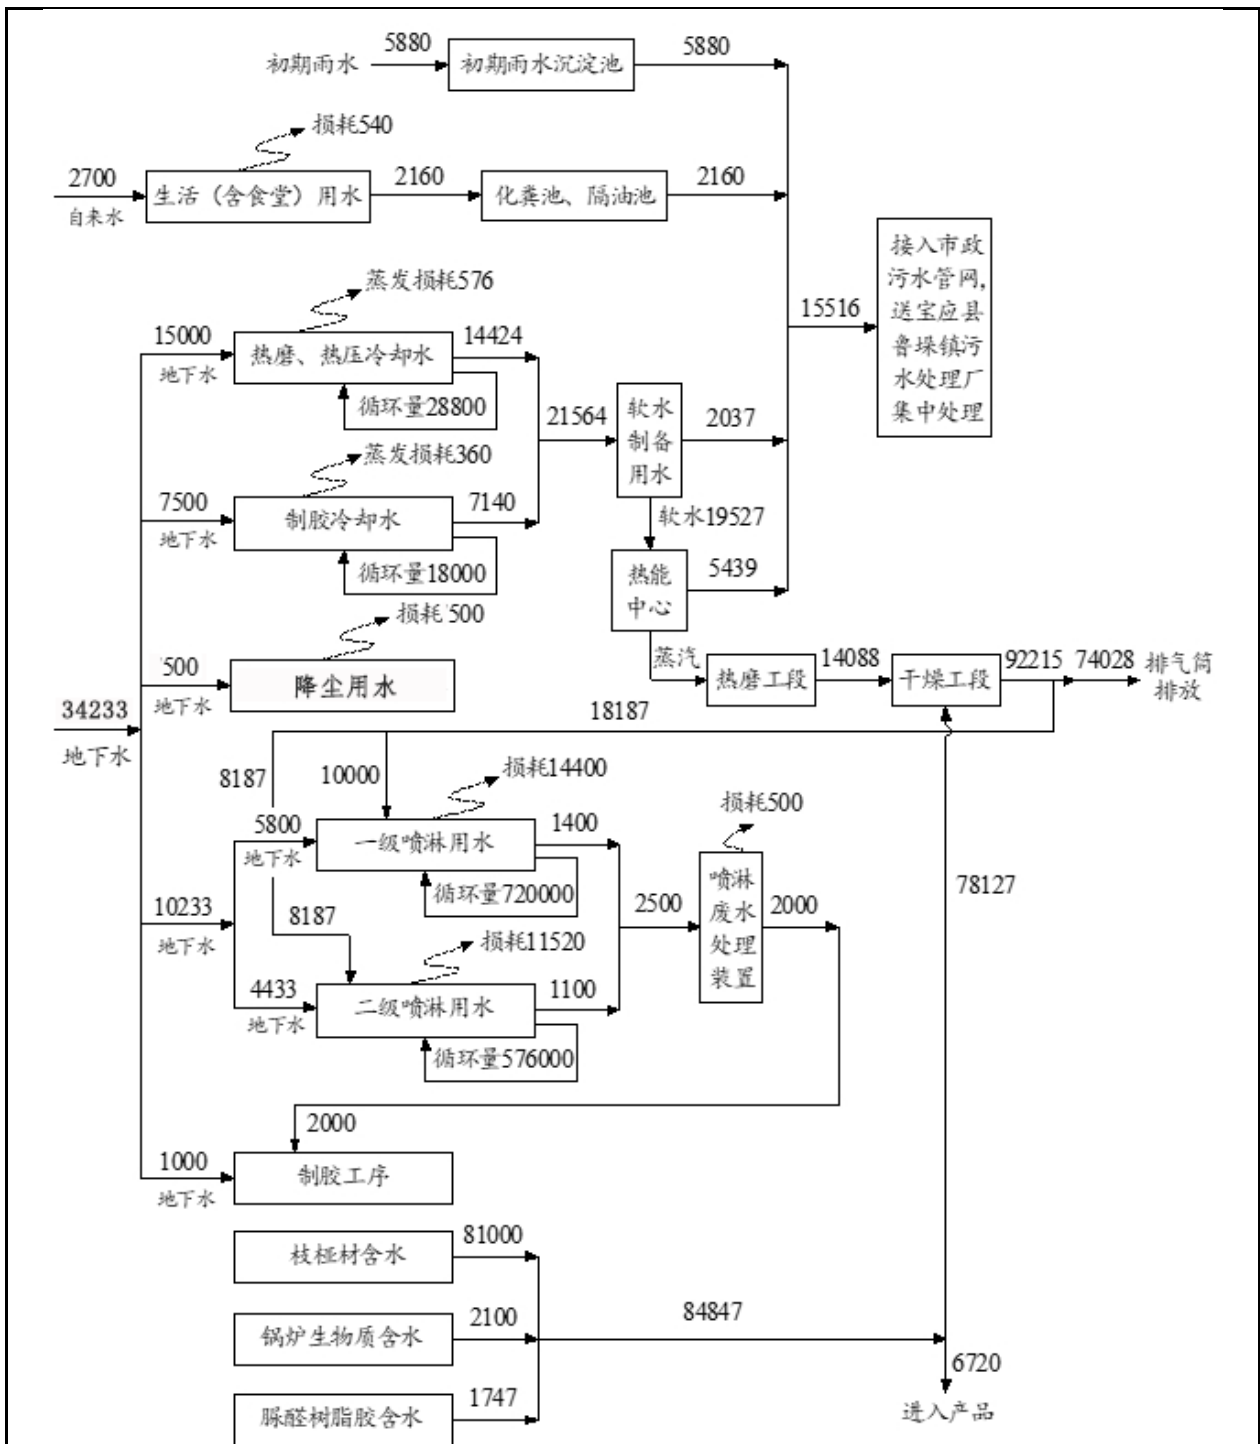 初期雨水
5880
初期雨水沉淀池
5880
损耗540
2700
自来水
生活（含食堂）用水
2160
化粪池、隔油池
2160
接入市政
污水管网,
送宝应县
鲁垛镇污
水处理厂
集中处理
15516
蒸发损耗576
15000
地下水
热磨、热压冷却水
14424
循环量28800
21564
软水
制备
用水
2037
蒸发损耗360
7500
地下水
制胶冷却水
7140
循环量18000
软水19527
热能
中心
5439
损耗500
500
地下水
降尘用水
蒸汽
热磨工段
14088
干燥工段
92215
74028
排气筒
排放
34233
地下水
18187
8187
10000
损耗14400
5800
地下水
一级喷淋用水
1400
循环量720000
损耗500
喷淋
废水
处理
装置
2500
2000
78127
10233
地下水
8187
损耗11520
4433
地下水
二级喷淋用水
1100
循环量576000
2000
1000
地下水
制胶工序
枝桠材含水
81000
锅炉生物质含水
2100
84847
脲醛树脂胶含水
1747
6720
进入产品